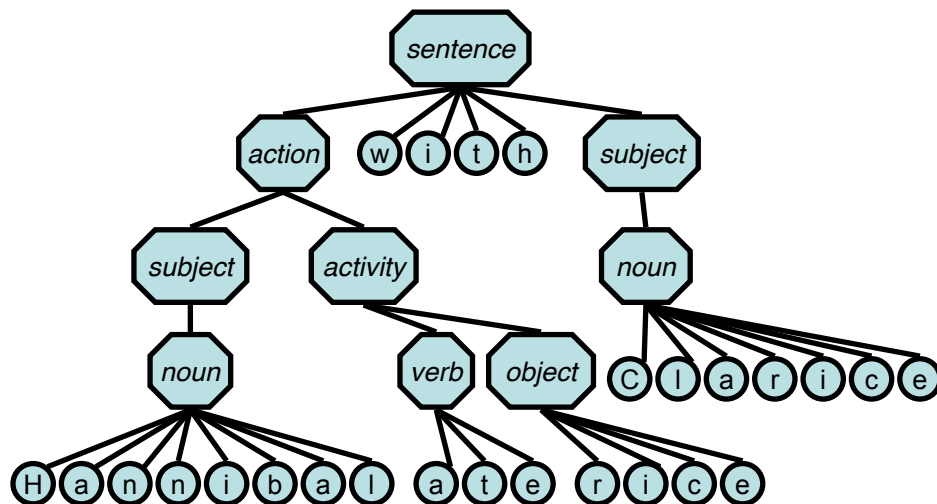 sentence
action w i t h subject
subject activity noun
noun verb object C l a r i c e
H a n n i b a l a t e r i c e